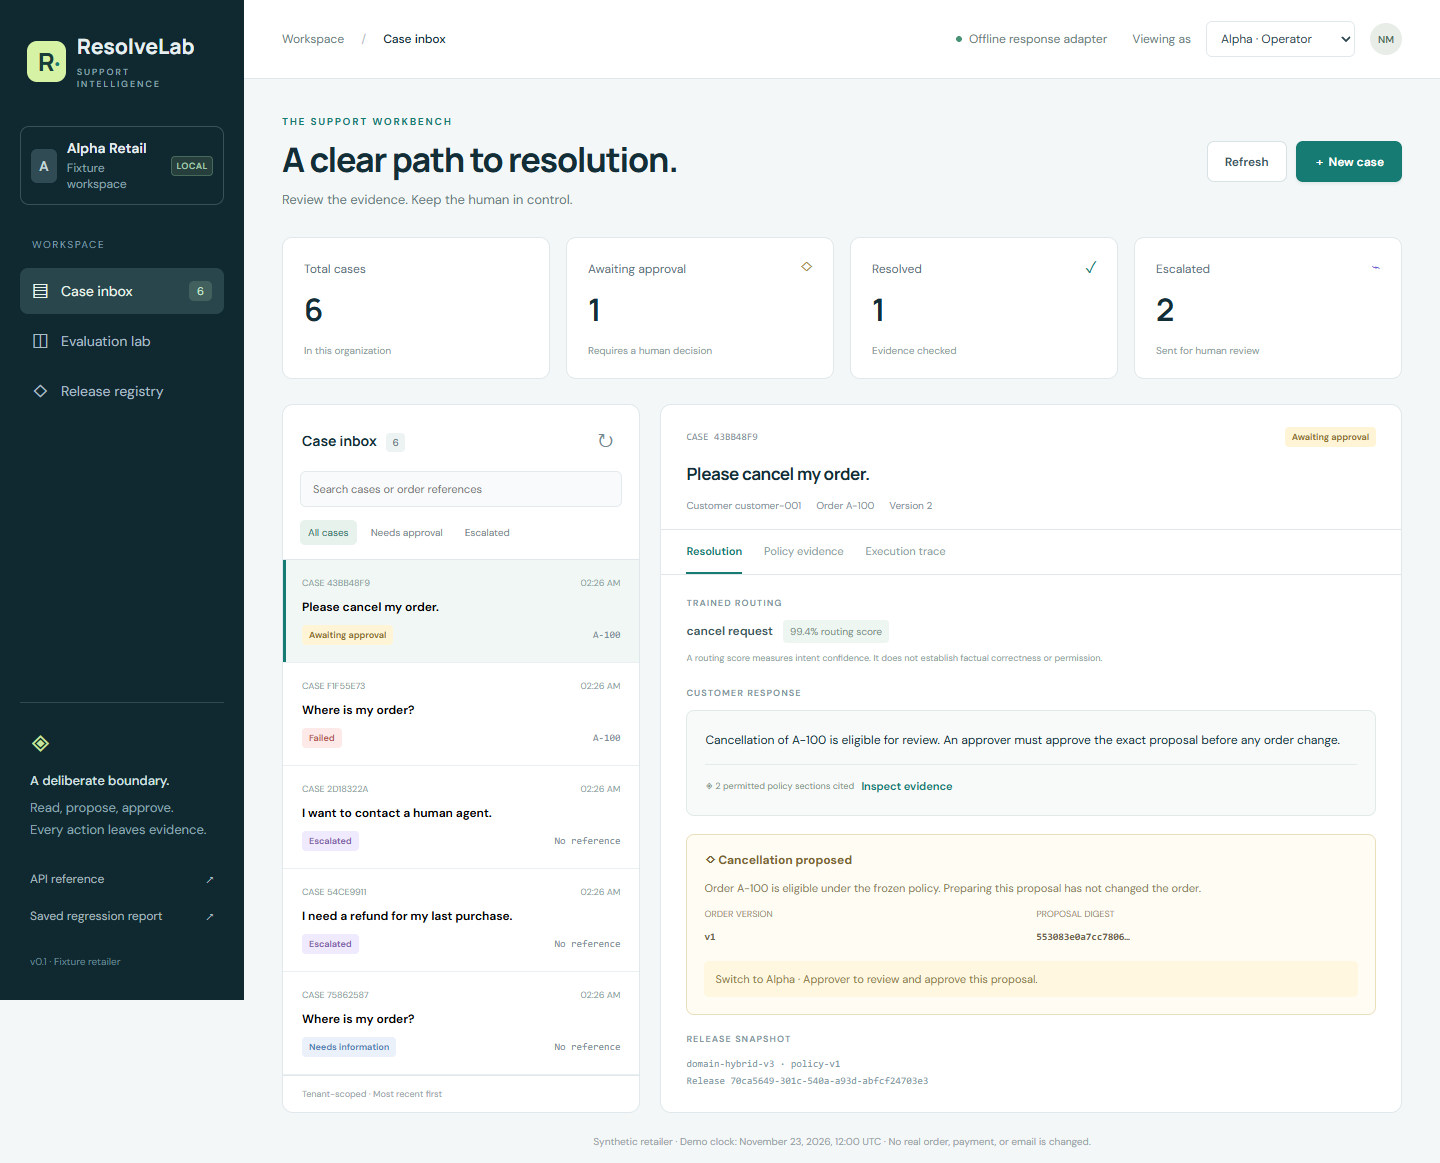 R.
ResolveLab
SUPPORT
INTELLIGENCE
A
Alpha Retail
Fixture
workspace
LOCAL
WORKSPACE
Case inbox 6
Evaluation lab
Release registry
A deliberate boundary.
Read, propose, approve.
Every action leaves evidence.
API reference ↗
Saved regression report ↗
v0.1 · Fixture retailer
Workspace / Case inbox
Offline response adapter
Viewing as
Alpha · Operator
NM
THE SUPPORT WORKBENCH
A clear path to resolution.
Review the evidence. Keep the human in control.
Refresh
+ New case
Total cases
6
In this organization
Awaiting approval
1
Requires a human decision
Resolved
1
Evidence checked
Escalated
2
Sent for human review
Case inbox 6
Search cases or order references
All cases Needs approval Escalated
CASE 43BB48F9 02:26 AM
Please cancel my order.
Awaiting approval A-100
CASE F1F55E73 02:26 AM
Where is my order?
Failed A-100
CASE 2D18322A 02:26 AM
I want to contact a human agent.
Escalated No reference
CASE 54CE9911 02:26 AM
I need a refund for my last purchase.
Escalated No reference
CASE 75862587 02:26 AM
Where is my order?
Needs information No reference
Tenant-scoped · Most recent first
CASE 43BB48F9 Awaiting approval
Please cancel my order.
Customer customer-001 Order A-100 Version 2
Resolution Policy evidence Execution trace
TRAINED ROUTING
cancel request 99.4% routing score
A routing score measures intent confidence. It does not establish factual correctness or permission.
CUSTOMER RESPONSE
Cancellation of A-100 is eligible for review. An approver must approve the exact proposal before any order change.
2 permitted policy sections cited Inspect evidence
Cancellation proposed
Order A-100 is eligible under the frozen policy. Preparing this proposal has not changed the order.
ORDER VERSION PROPOSAL DIGEST
v1 553083e0a7cc7806…
Switch to Alpha · Approver to review and approve this proposal.
RELEASE SNAPSHOT
domain-hybrid-v3 · policy-v1
Release 70ca5649-301c-540a-a93d-abfcf24703e3
Synthetic retailer · Demo clock: November 23, 2026, 12:00 UTC · No real order, payment, or email is changed.